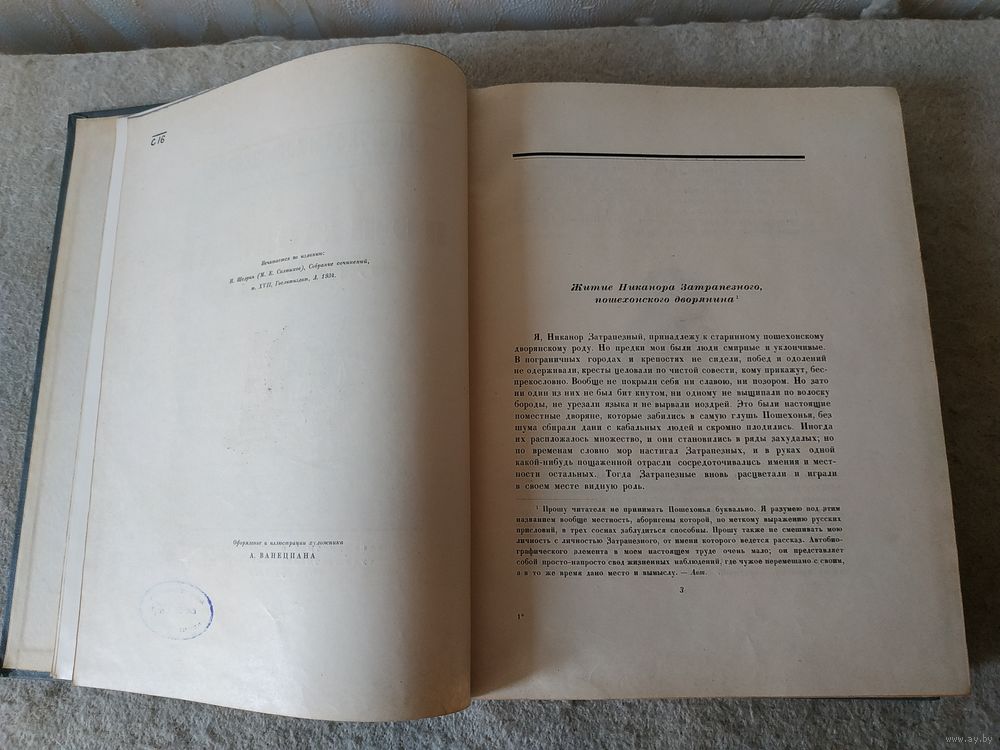 С16
Печатается по изданию:
Н. Щедрин (М. Е. Салтыков), Собрание сочинений,
т. XVII, Гослитиздат, Л. 1934.
Оформление и иллюстрации художника
А. ВАНЕЦИАНА
Житие Никанора Затрапезного,
пошехонского дворянина¹
Я, Никанор Затрапезный, принадлежу к старинному пошехонскому
дворянскому роду. Но предки мои были люди смирные и уклончивые.
В пограничных городах и крепостях не сидели, побед и одолений
не одерживали, кресты целовали по чистой совести, кому прикажут, бес-
прекословно. Вообще не покрыли себя ни славою, ни позором. Но зато
ни один из них не был бит кнутом, ни одному не выщипали по волоску
бороды, не урезали языка и не вырвали ноздрей. Это были настоящие
поместные дворяне, которые забились в самую глушь Пошехонья, без
шума сбирали дани с кабальных людей и скромно плодились. Иногда
их распложалось множество, и они становились в ряды захудалых; но
по временам словно мор настигал Затрапезных, и в руках одной
какой-нибудь пощаженной отрасли сосредоточивались имения и мест-
ности остальных. Тогда Затрапезные вновь расцветали и играли
в своем месте видную роль.
¹ Прошу читателя не принимать Пошехонья буквально. Я разумею под этим
названием вообще местность, аборигены которой, по меткому выражению русских
присловий, в трех соснах заблудиться способны. Прошу также не смешивать мою
личность с личностью Затрапезного, от имени которого ведется рассказ. Автобио-
графического элемента в моем настоящем труде очень мало; он представляет
собой просто-напросто свод жизненных наблюдений, где чужое перемешано с своим,
а в то же время дано место и вымыслу. — Авт.
3
1*
www.ay.by